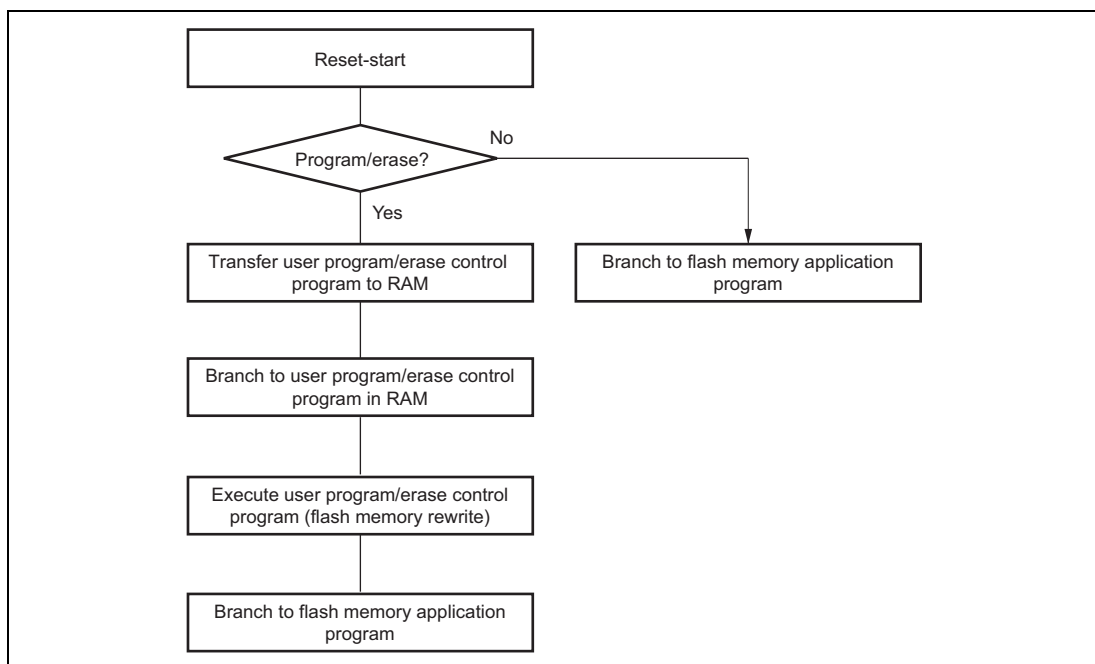 Reset-start
No
Program/erase?
Yes
Transfer user program/erase control
program to RAM
Branch to flash memory application
program
Branch to user program/erase control
program in RAM
Execute user program/erase control
program (flash memory rewrite)
Branch to flash memory application
program